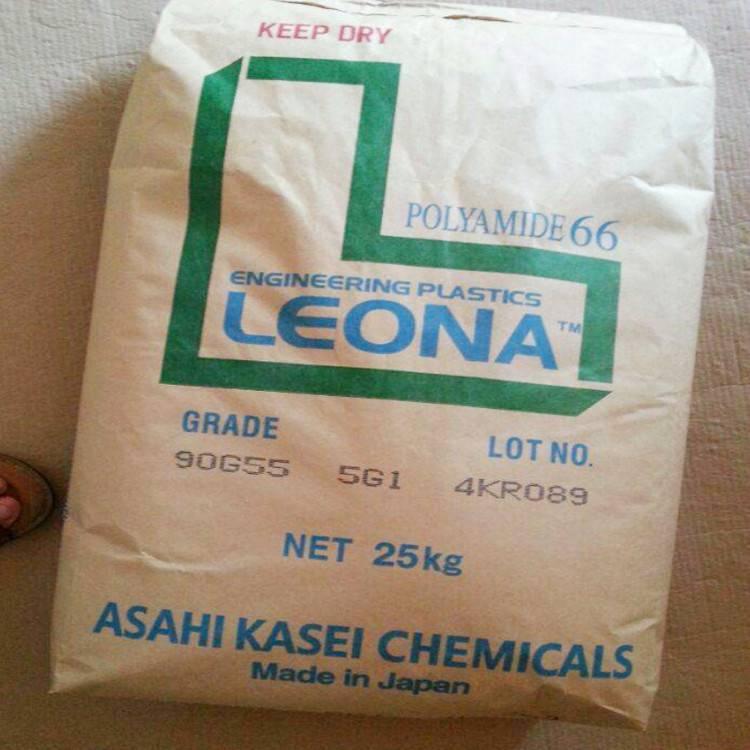 KEEP DRY
POLYAMIDE 66
ENGINEERING PLASTICS
LEONA™
GRADE LOT NO.
90G55 5G1 4KR089
NET 25kg
ASAHI KASEI CHEMICALS
Made in Japan